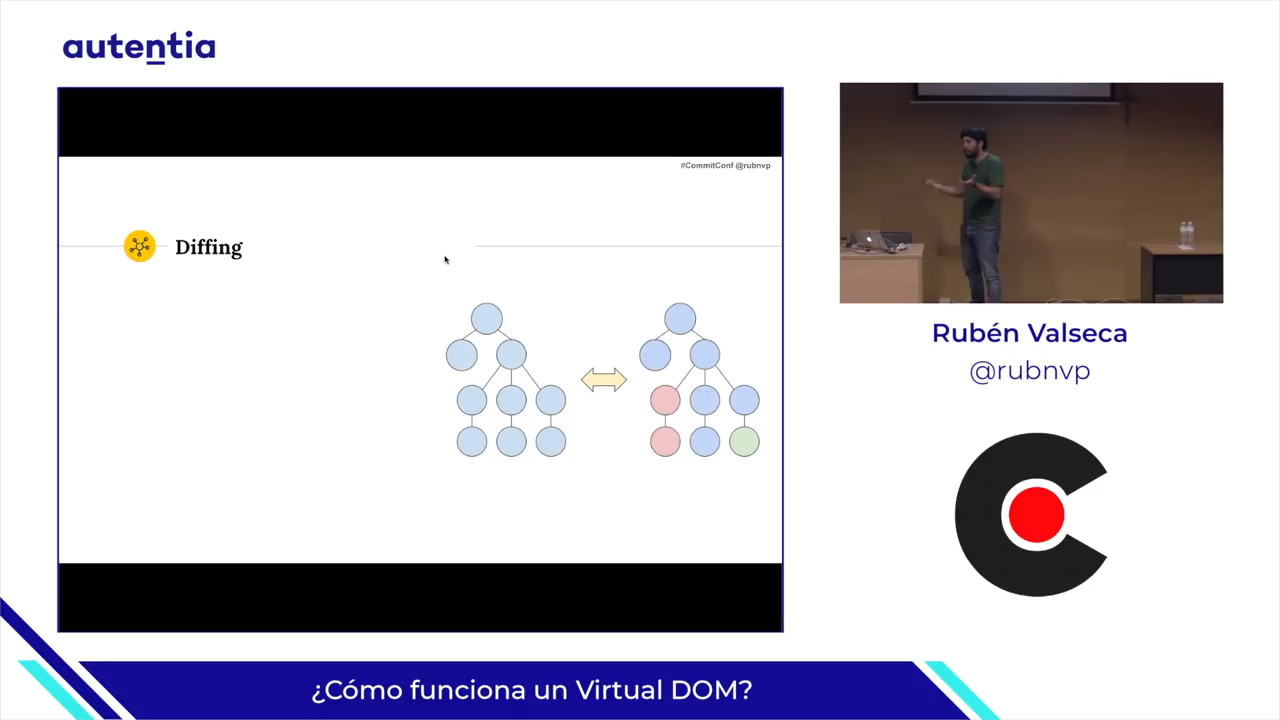 autentia
#CommitConf @rubnvp
Diffing
Rubén Valseca
@rubnvp
¿Cómo funciona un Virtual DOM?